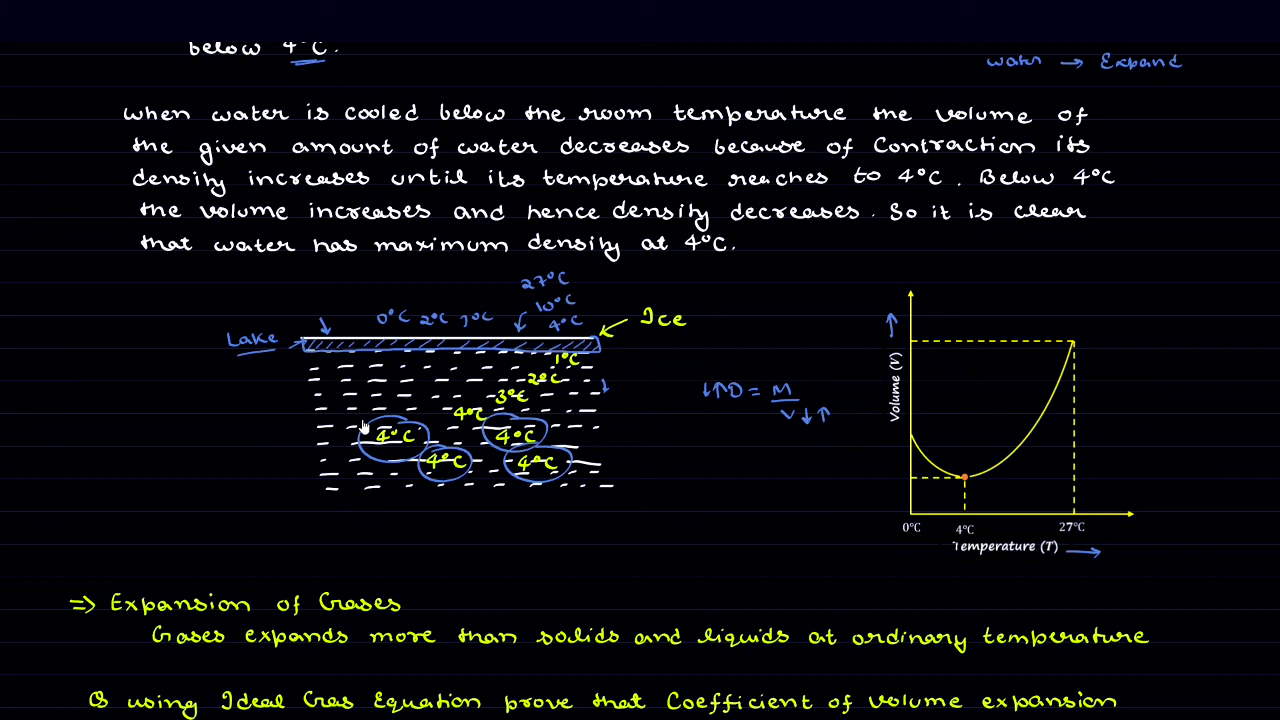 below 4°C.
water → Expand
When water is cooled below the room temperature the volume of
the given amount of water decreases because of Contraction its
density increases until its temperature reaches to 4°C. Below 4°C
the volume increases and hence density decreases. So it is clear
that water has maximum density at 4°C.
27°C
10°C
0°C 2°C 3°C 4°C
Ice
Lake
1°C
2°C
3°C
4°C
4°C 4°C
4°C 4°C
↓↑D = M
V↓↑
Volume (V)
0°C 4°C 27°C
Temperature (T)
⇒ Expansion of Gases
Gases expands more than solids and liquids at ordinary temperature
Q using Ideal Gas Equation prove that Coefficient of volume expansion